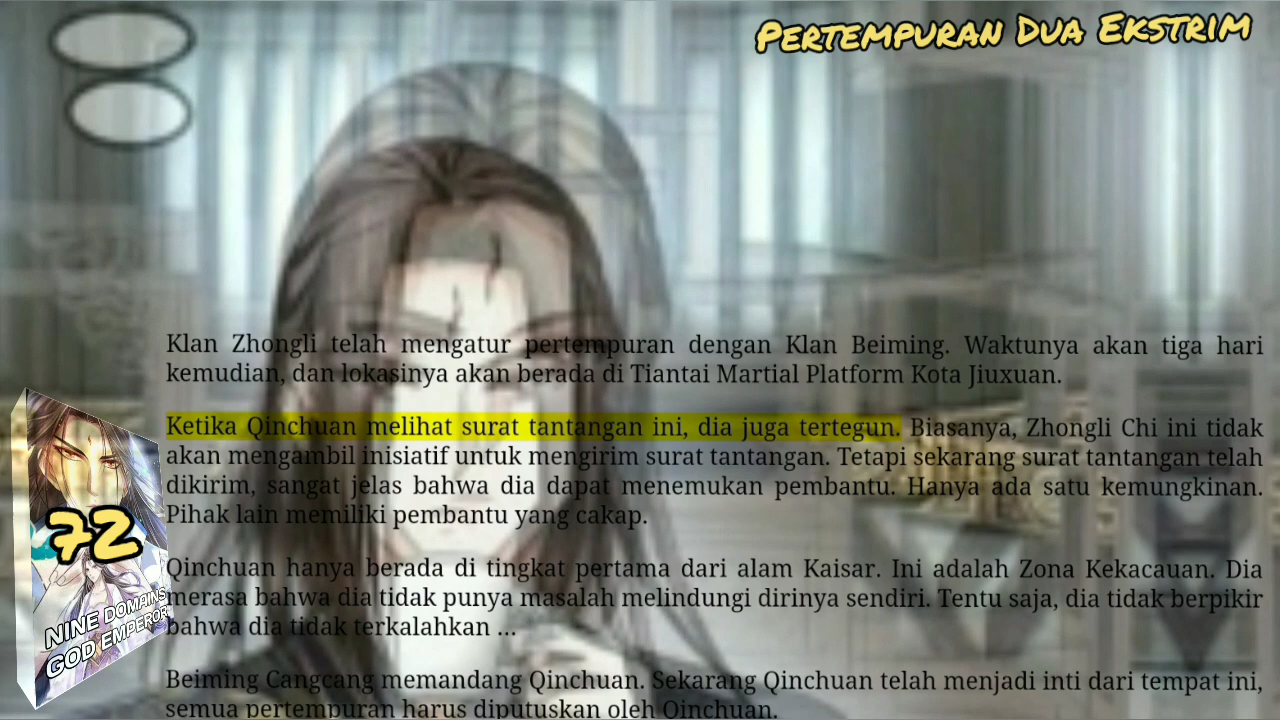 Pertempuran Dua Ekstrim
Klan Zhongli telah mengatur pertempuran dengan Klan Beiming. Waktunya akan tiga hari
kemudian, dan lokasinya akan berada di Tiantai Martial Platform Kota Jiuxuan.
Ketika Qinchuan melihat surat tantangan ini, dia juga tertegun. Biasanya, Zhongli Chi ini tidak
akan mengambil inisiatif untuk mengirim surat tantangan. Tetapi sekarang surat tantangan telah
dikirim, sangat jelas bahwa dia dapat menemukan pembantu. Hanya ada satu kemungkinan.
Pihak lain memiliki pembantu yang cakap.
Qinchuan hanya berada di tingkat pertama dari alam Kaisar. Ini adalah Zona Kekacauan. Dia
merasa bahwa dia tidak punya masalah melindungi dirinya sendiri. Tentu saja, dia tidak berpikir
bahwa dia tidak terkalahkan ...
Beiming Cangcang memandang Qinchuan. Sekarang Qinchuan telah menjadi inti dari tempat ini,
semua pertempuran harus diputuskan oleh Qinchuan.
72
NINE DOMAINS
GOD EMPEROR